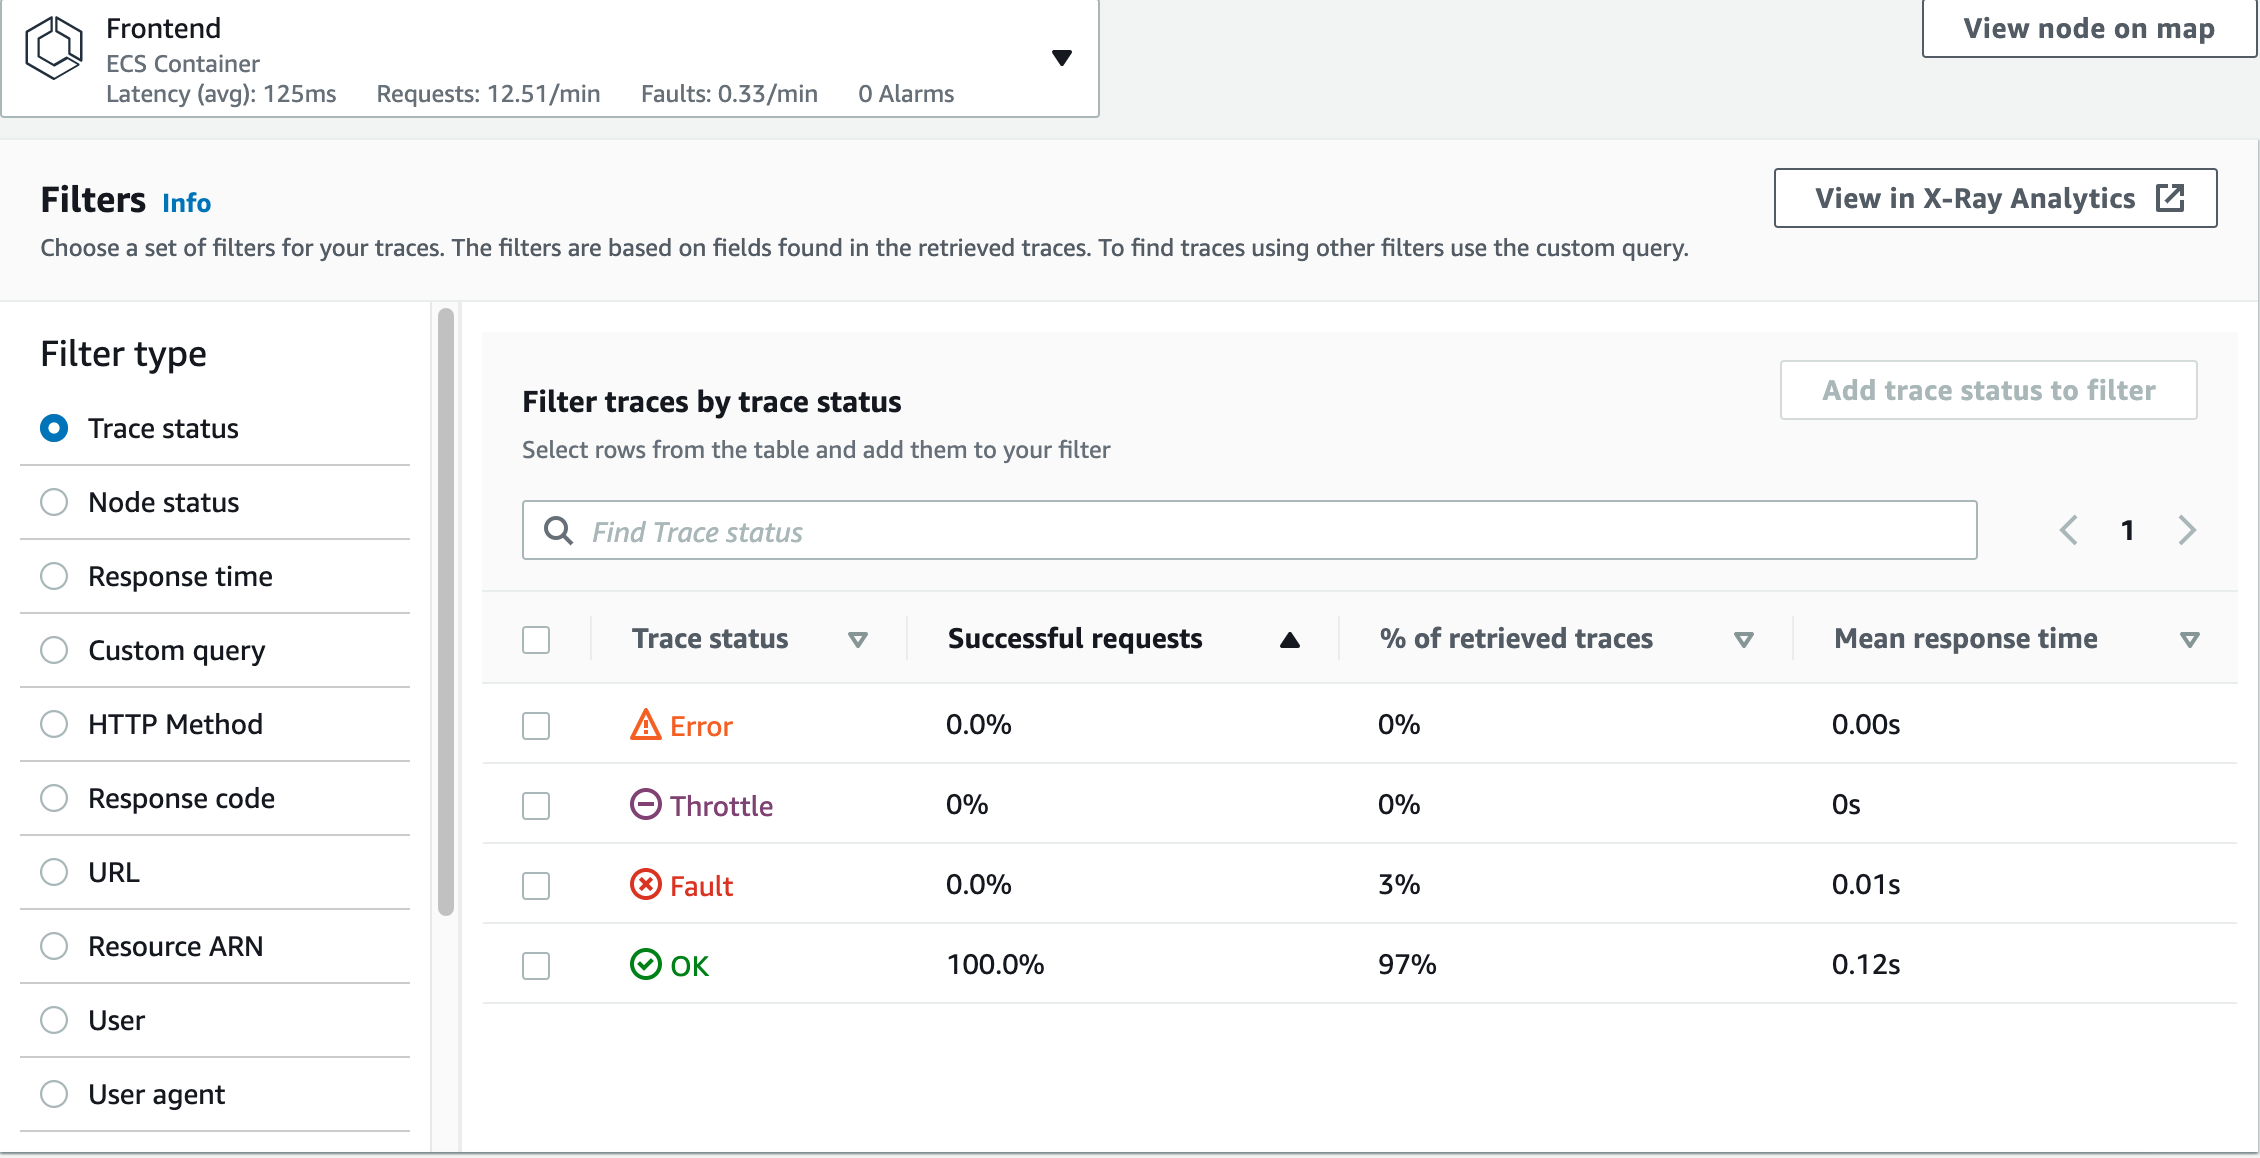 Frontend
ECS Container
Latency (avg): 125ms Requests: 12.51/min Faults: 0.33/min 0 Alarms
View node on map
Filters Info
View in X-Ray Analytics
Choose a set of filters for your traces. The filters are based on fields found in the retrieved traces. To find traces using other filters use the custom query.
Filter type
Trace status
Node status
Response time
Custom query
HTTP Method
Response code
URL
Resource ARN
User
User agent
Filter traces by trace status
Add trace status to filter
Select rows from the table and add them to your filter
Find Trace status
1
Trace status Successful requests % of retrieved traces Mean response time
Error 0.0% 0% 0.00s
Throttle 0% 0% 0s
Fault 0.0% 3% 0.01s
OK 100.0% 97% 0.12s